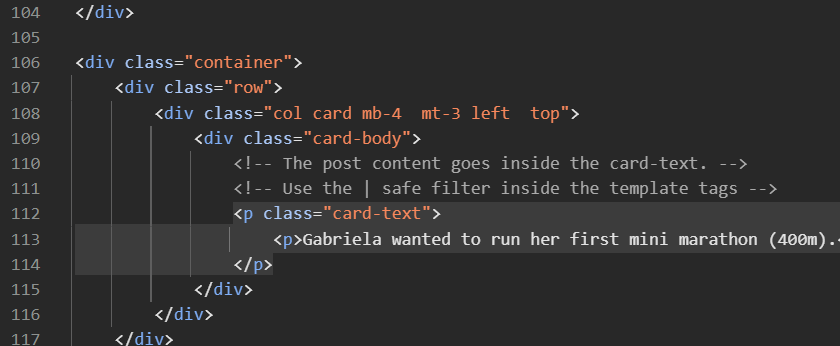 104 </div>
105
106 <div class="container">
107 <div class="row">
108 <div class="col card mb-4  mt-3 left  top">
109 <div class="card-body">
110 <!-- The post content goes inside the card-text. -->
111 <!-- Use the | safe filter inside the template tags -->
112 <p class="card-text">
113 <p>Gabriela wanted to run her first mini marathon (400m).<
114 </p>
115 </div>
116 </div>
117 </div>